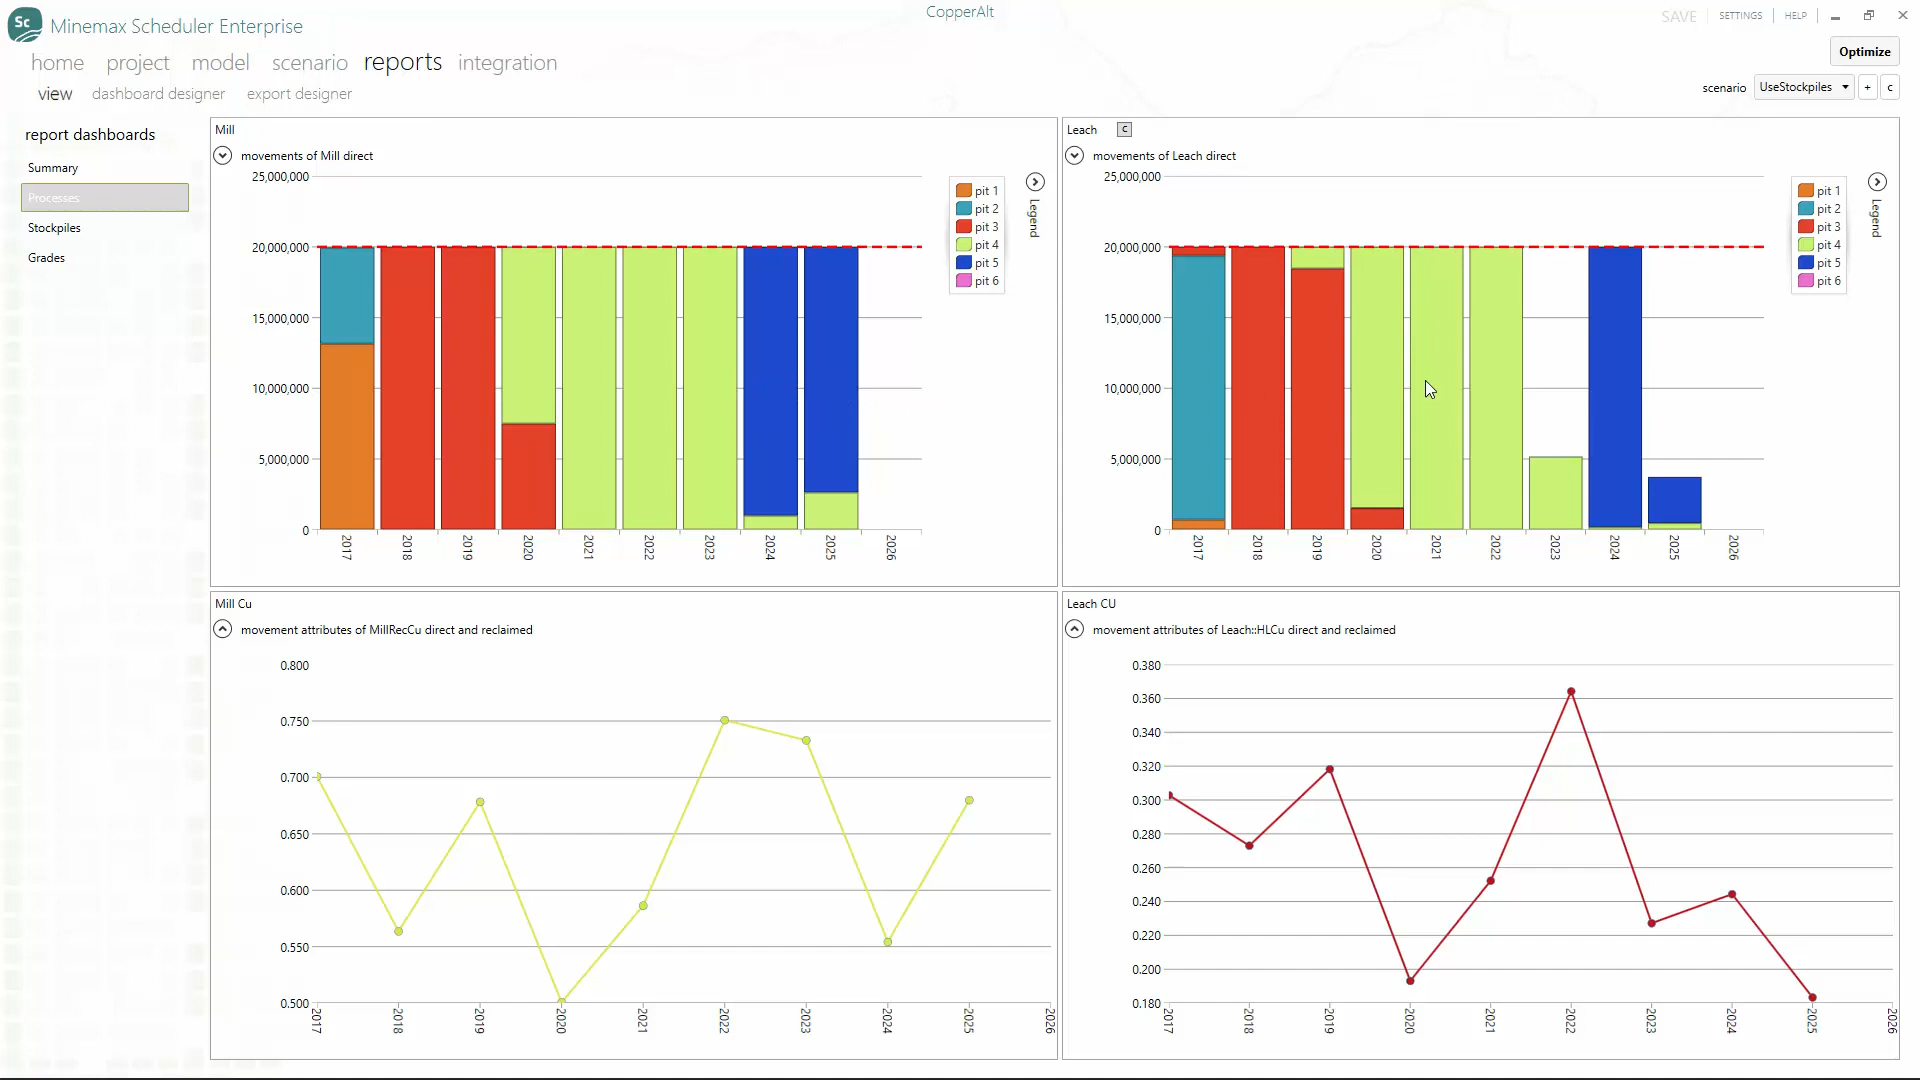 CopperAlt
SAVE SETTINGS HELP
Sc Minemax Scheduler Enterprise
home project model scenario reports integration
Optimize
view dashboard designer export designer
scenario UseStockpiles + c
report dashboards
Summary
Processes
Stockpiles
Grades
Mill
movements of Mill direct
25,000,000
20,000,000
15,000,000
10,000,000
5,000,000
0
2017 2018 2019 2020 2021 2022 2023 2024 2025 2026
pit 1
pit 2
pit 3
pit 4
pit 5
pit 6
Legend
Leach c
movements of Leach direct
25,000,000
20,000,000
15,000,000
10,000,000
5,000,000
0
2017 2018 2019 2020 2021 2022 2023 2024 2025 2026
pit 1
pit 2
pit 3
pit 4
pit 5
pit 6
Legend
Mill Cu
movement attributes of MillRecCu direct and reclaimed
0.800
0.750
0.700
0.650
0.600
0.550
0.500
2017 2018 2019 2020 2021 2022 2023 2024 2025 2026
Leach CU
movement attributes of Leach::HLCu direct and reclaimed
0.380
0.360
0.340
0.320
0.300
0.280
0.260
0.240
0.220
0.200
0.180
2017 2018 2019 2020 2021 2022 2023 2024 2025 2026